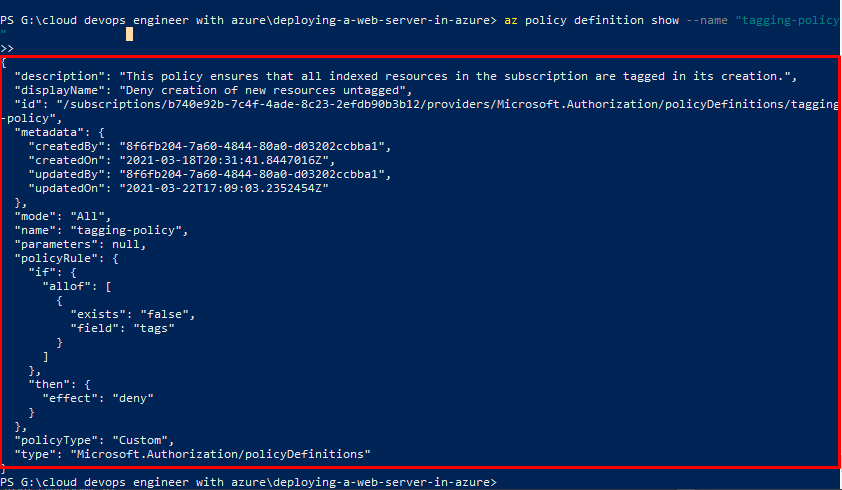 PS G:\cloud devops engineer with azure\deploying-a-web-server-in-azure> az policy definition show --name "tagging-policy
"
>>
{
  "description": "This policy ensures that all indexed resources in the subscription are tagged in its creation.",
  "displayName": "Deny creation of new resources untagged",
  "id": "/subscriptions/b740e92b-7c4f-4ade-8c23-2efdb90b3b12/providers/Microsoft.Authorization/policyDefinitions/tagging
-policy",
  "metadata": {
    "createdBy": "8f6fb204-7a60-4844-80a0-d03202ccbba1",
    "createdOn": "2021-03-18T20:31:41.8447016Z",
    "updatedBy": "8f6fb204-7a60-4844-80a0-d03202ccbba1",
    "updatedOn": "2021-03-22T17:09:03.2352454Z"
  },
  "mode": "All",
  "name": "tagging-policy",
  "parameters": null,
  "policyRule": {
    "if": {
      "allof": [
        {
          "exists": "false",
          "field": "tags"
        }
      ]
    },
    "then": {
      "effect": "deny"
    }
  },
  "policyType": "Custom",
  "type": "Microsoft.Authorization/policyDefinitions"
}
PS G:\cloud devops engineer with azure\deploying-a-web-server-in-azure>